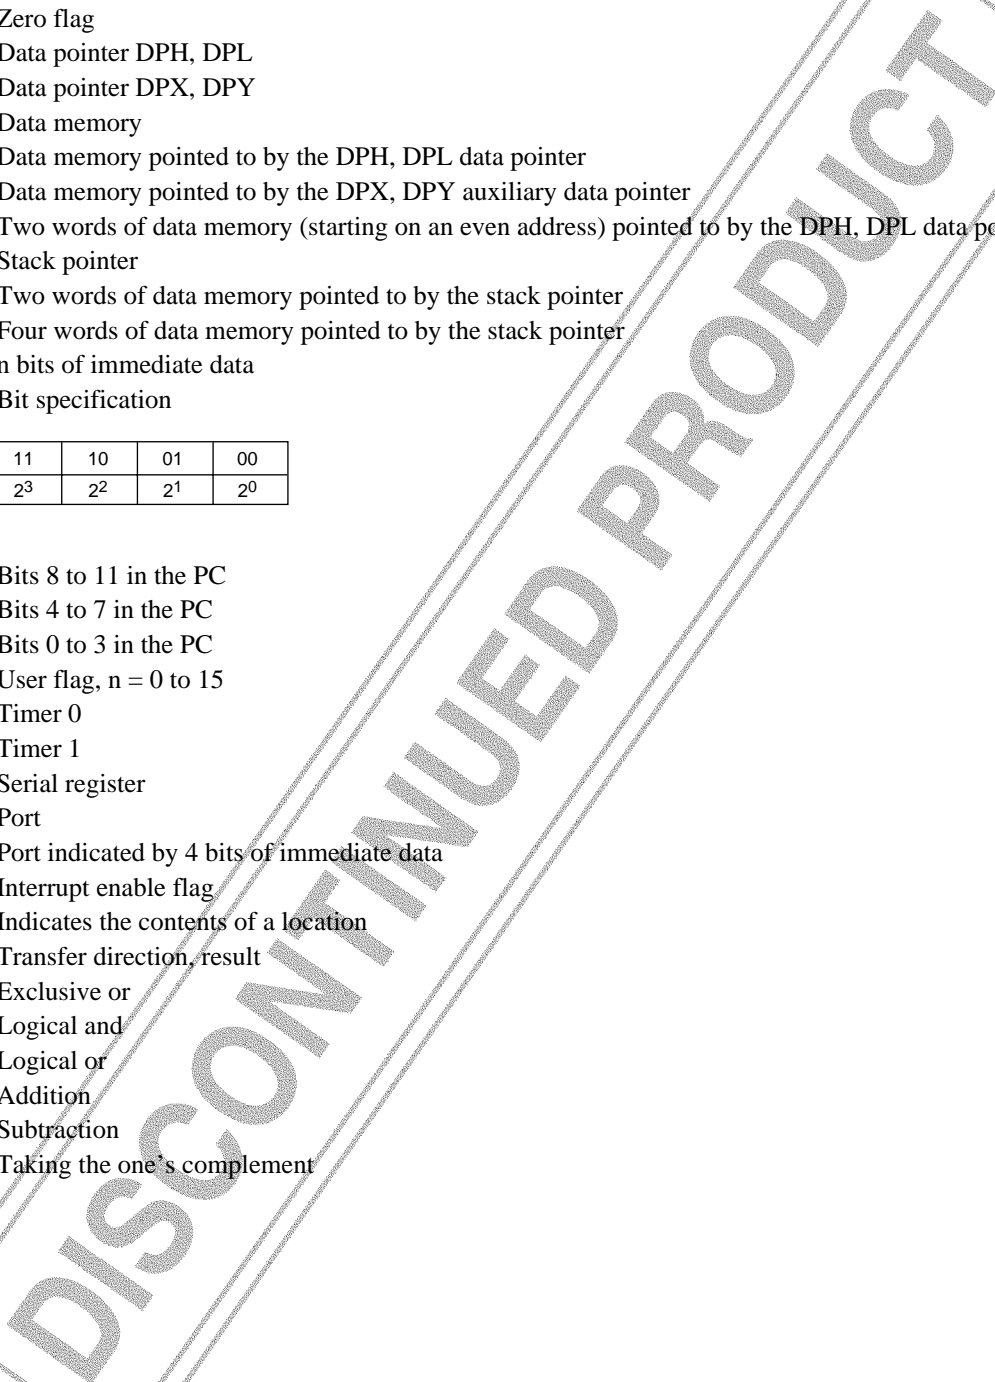 Zero flag
Data pointer DPH, DPL
Data pointer DPX, DPY
Data memory
Data memory pointed to by the DPH, DPL data pointer
Data memory pointed to by the DPX, DPY auxiliary data pointer
Two words of data memory (starting on an even address) pointed to by the DPH, DPL data po
Stack pointer
Two words of data memory pointed to by the stack pointer
Four words of data memory pointed to by the stack pointer
n bits of immediate data
Bit specification
11 10 01 00
2³ 2² 2¹ 2⁰
Bits 8 to 11 in the PC
Bits 4 to 7 in the PC
Bits 0 to 3 in the PC
User flag, n = 0 to 15
Timer 0
Timer 1
Serial register
Port
Port indicated by 4 bits of immediate data
Interrupt enable flag
Indicates the contents of a location
Transfer direction, result
Exclusive or
Logical and
Logical or
Addition
Subtraction
Taking the one’s complement
DISCONTINUED PRODUCT